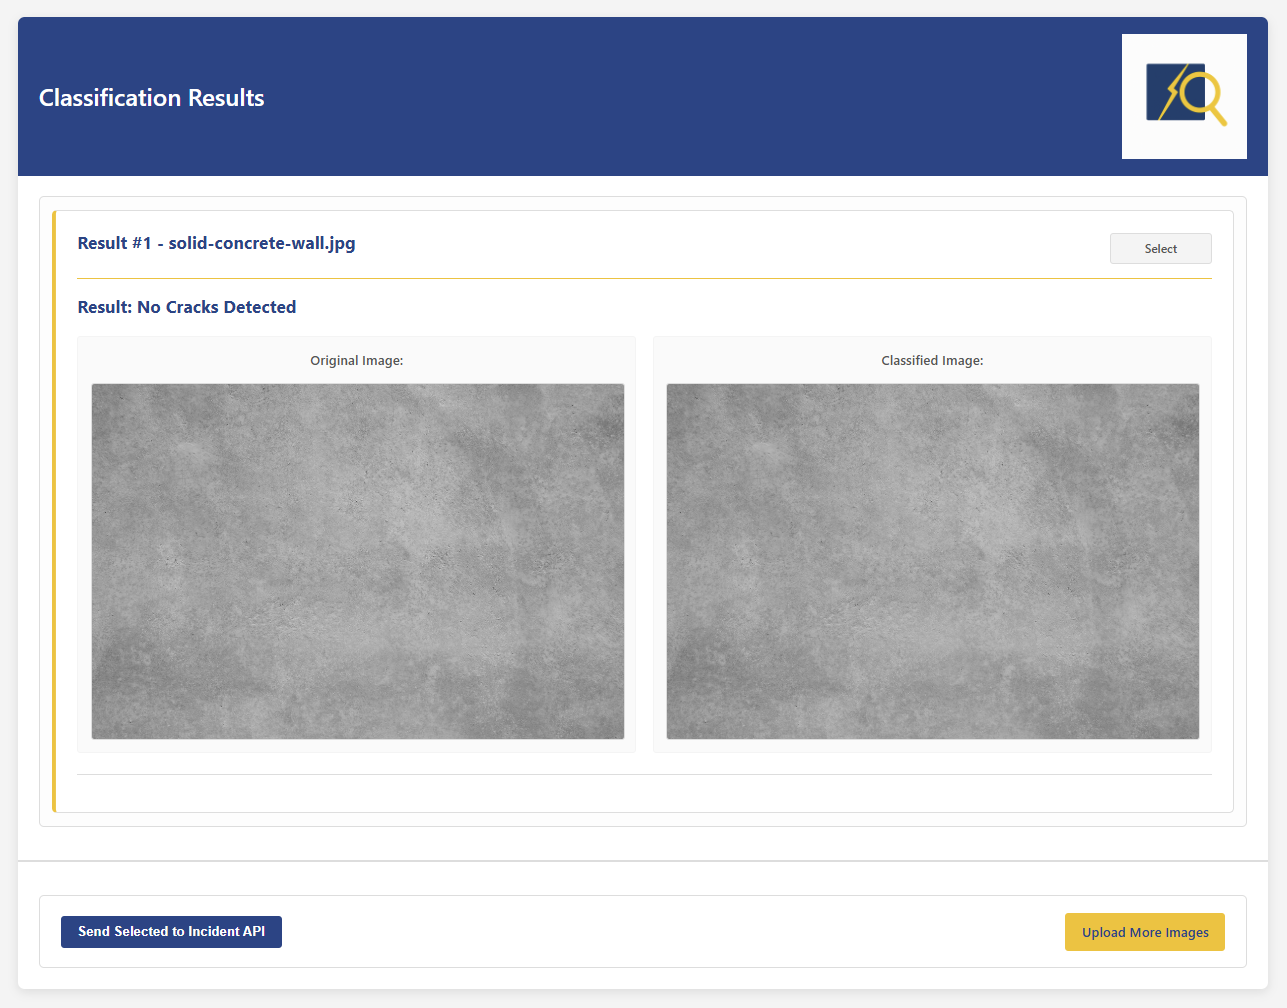 Classification Results
Result #1 - solid-concrete-wall.jpg
Select
Result: No Cracks Detected
Original Image:
Classified Image:
Send Selected to Incident API
Upload More Images